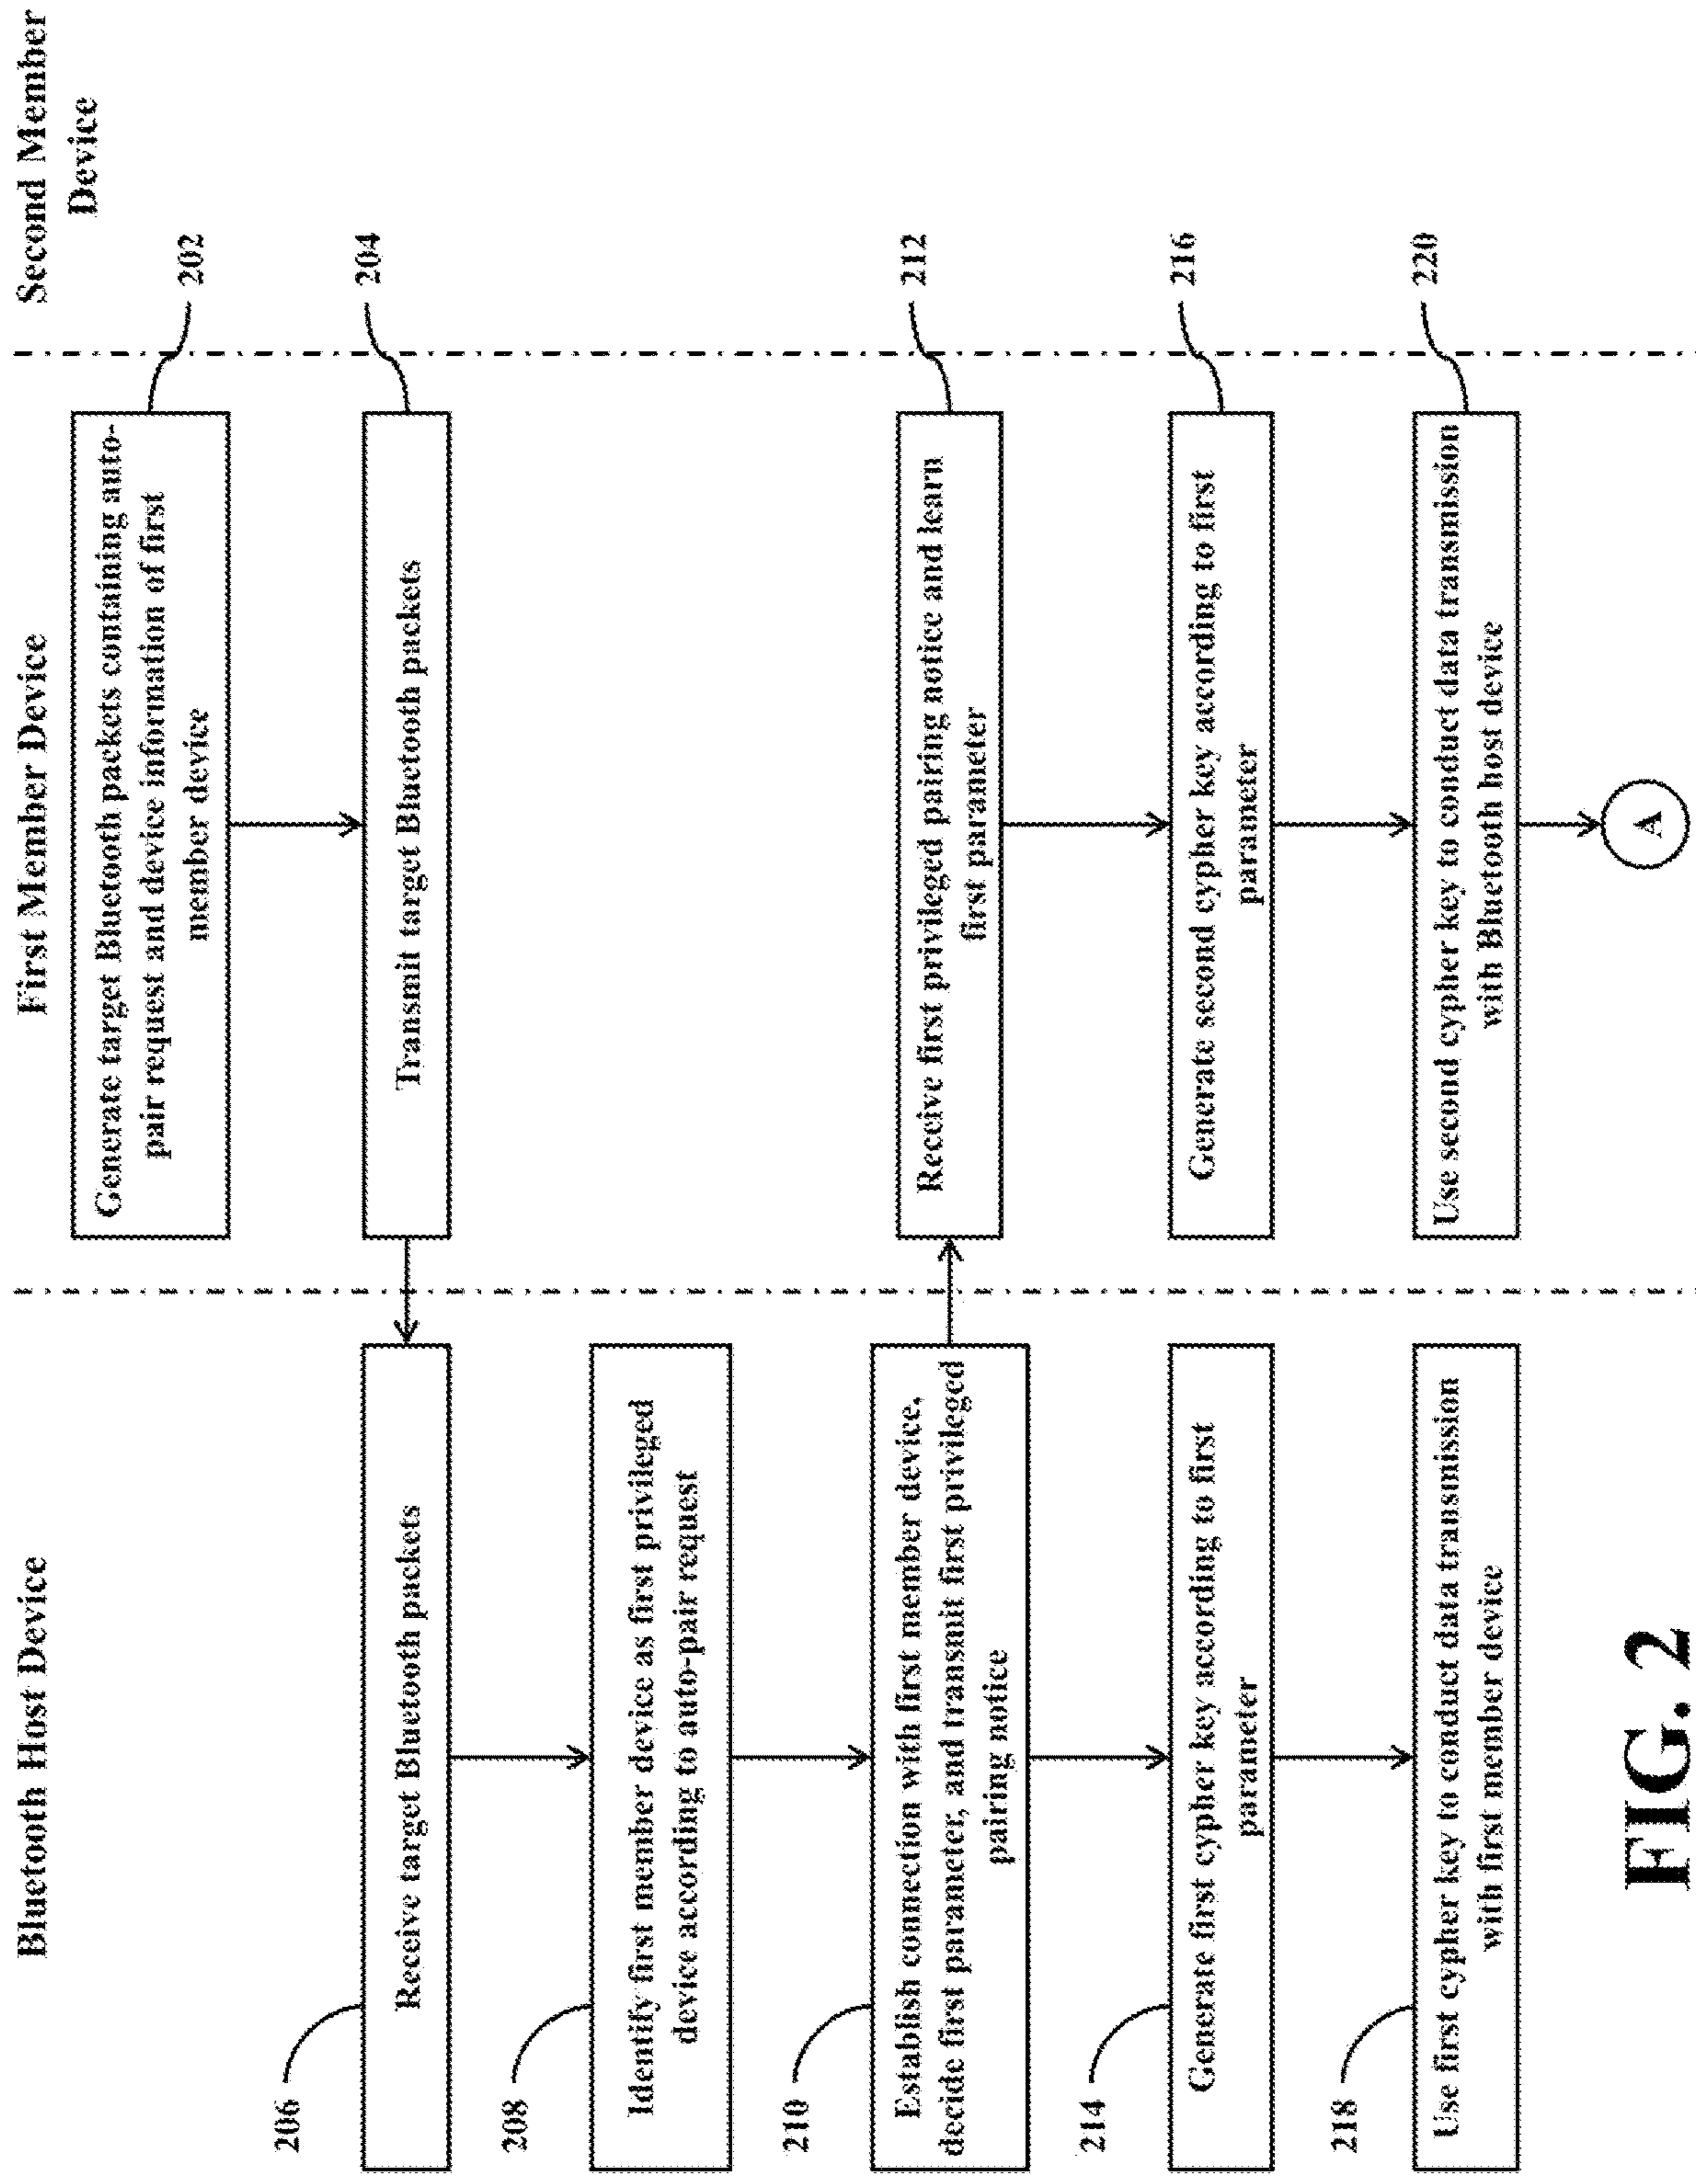 Bluetooth Host Device
First Member Device
Second Member
Device
Generate target Bluetooth packets containing auto-
pair request and device information of first
member device
202
Transmit target Bluetooth packets
204
206
Receive target Bluetooth packets
208
Identify first member device as first privileged
device according to auto-pair request
210
Establish connection with first member device,
decide first parameter, and transmit first privileged
pairing notice
Receive first privileged pairing notice and learn
first parameter
212
214
Generate first cypher key according to first
parameter
Generate second cypher key according to first
parameter
216
218
Use first cypher key to conduct data transmission
with first member device
Use second cypher key to conduct data transmission
with Bluetooth host device
220
A
FIG. 2